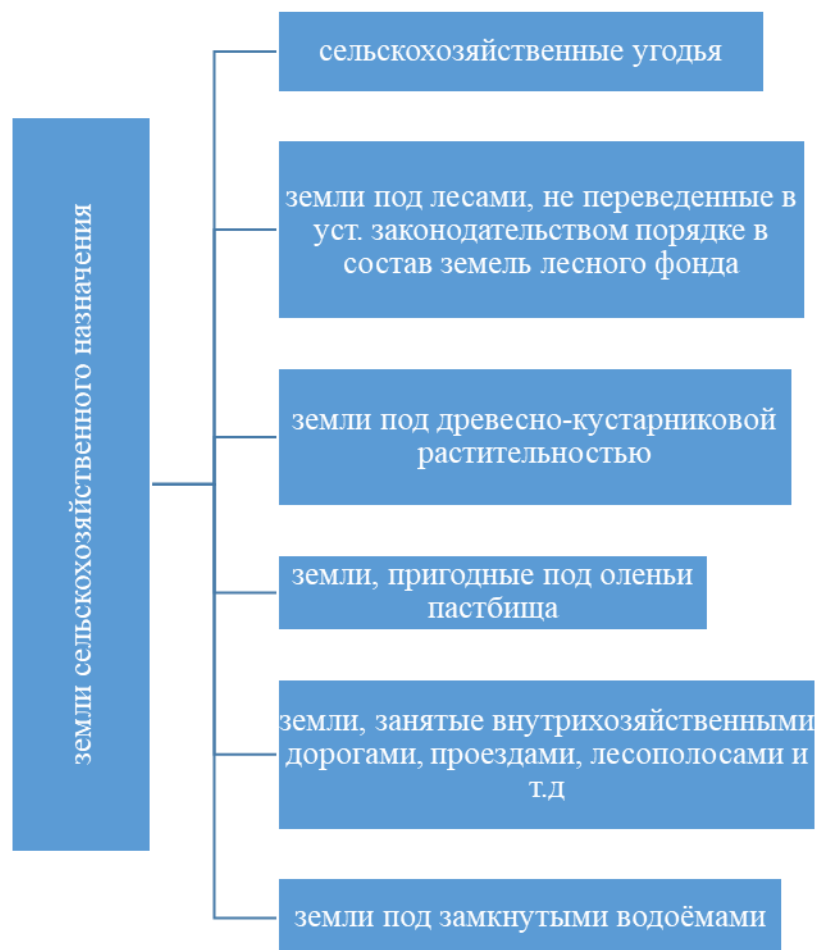 земли сельскохозяйственного назначения
сельскохозяйственные угодья
земли под лесами, не переведенные в
уст. законодательством порядке в
состав земель лесного фонда
земли под древесно-кустарниковой
растительностью
земли, пригодные под оленьи
пастбища
земли, занятые внутрихозяйственными
дорогами, проездами, лесополосами и
т.д
земли под замкнутыми водоёмами